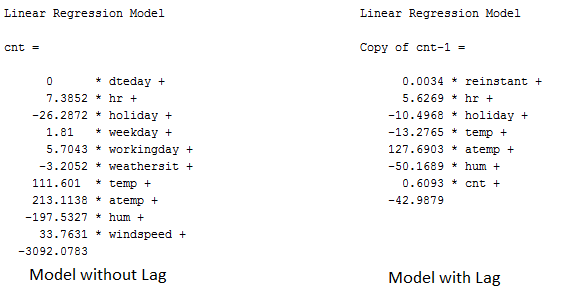 Linear Regression Model
cnt =
0 * dteday +
7.3852 * hr +
-26.2872 * holiday +
1.81 * weekday +
5.7043 * workingday +
-3.2052 * weathersit +
111.601 * temp +
213.1138 * atemp +
-197.5327 * hum +
33.7631 * windspeed +
-3092.0783
Model without Lag
Linear Regression Model
Copy of cnt-1 =
0.0034 * reinstant +
5.6269 * hr +
-10.4968 * holiday +
-13.2765 * temp +
127.6903 * atemp +
-50.1689 * hum +
0.6093 * cnt +
-42.9879
Model with Lag